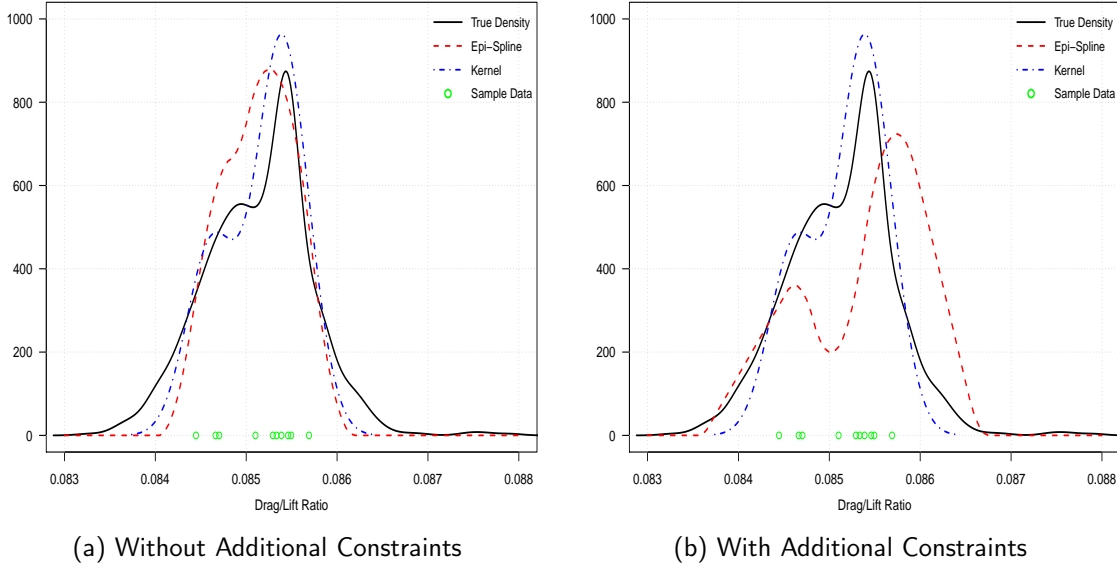 1000
800
600
400
200
0
0.083 0.084 0.085 0.086 0.087 0.088
Drag/Lift Ratio
True Density
Epi-Spline
Kernel
Sample Data
(a) Without Additional Constraints
1000
800
600
400
200
0
0.083 0.084 0.085 0.086 0.087 0.088
Drag/Lift Ratio
True Density
Epi-Spline
Kernel
Sample Data
(b) With Additional Constraints